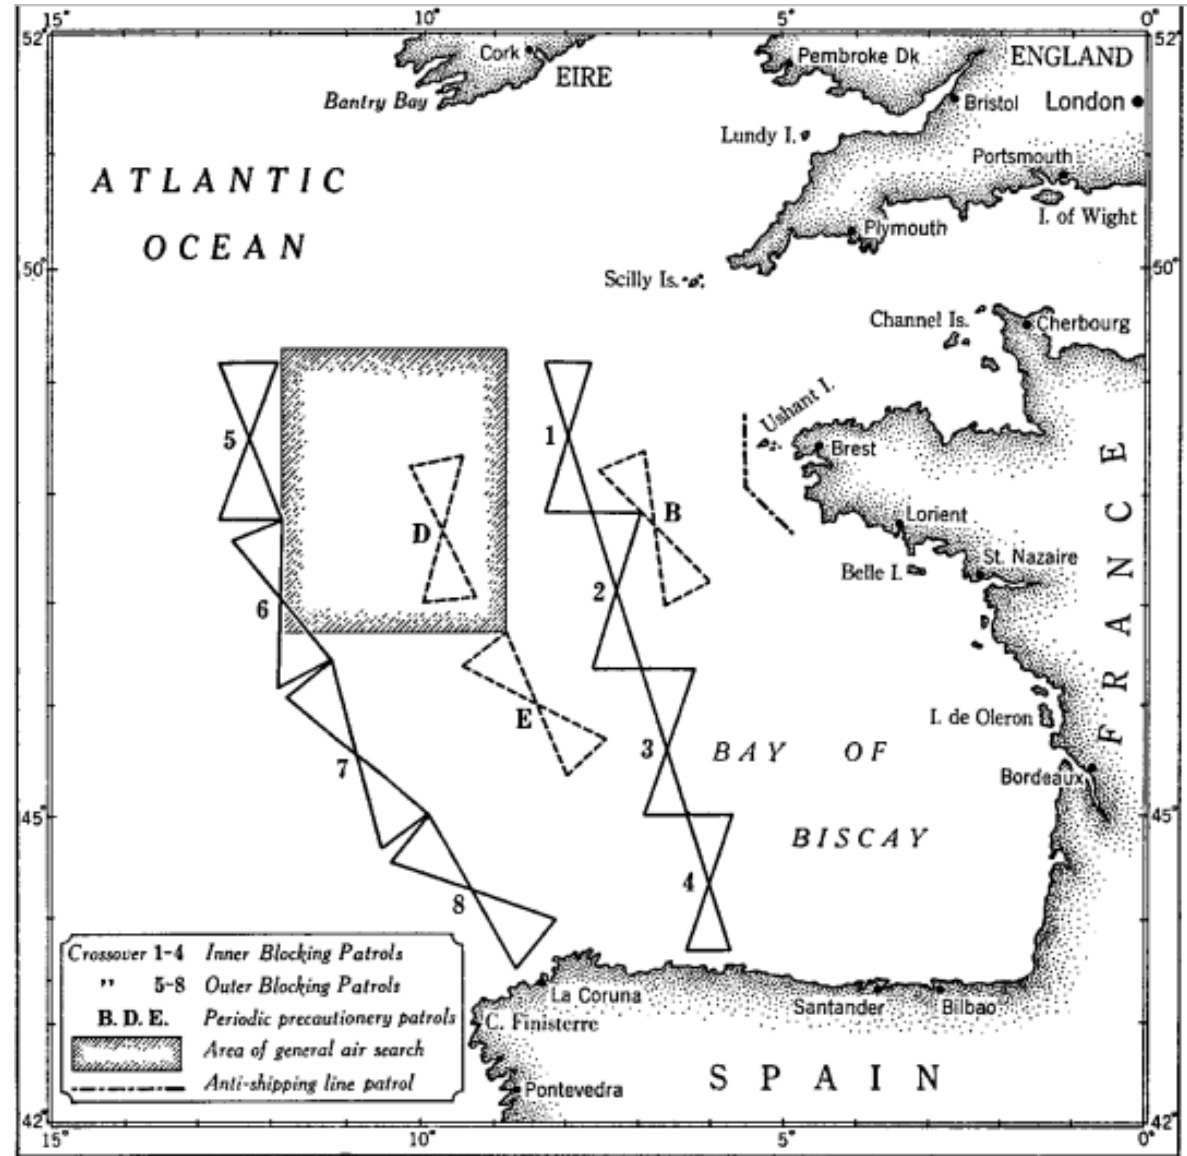 15° 10° 5° 0°
52° 52°
Cork
EIRE
Bantry Bay
Pembroke Dk
ENGLAND
Bristol
London
Lundy I.
Portsmouth
I. of Wight
Plymouth
ATLANTIC
OCEAN
50° 50°
Scilly Is.
Channel Is.
Cherbourg
Ushant I.
Brest
Lorient
St. Nazaire
Belle I.
FRANCE
5
1
D
B
6
2
E
7
3
I. de Oleron
Bordeaux
BAY OF
BISCAY
45° 45°
4
8
Crossover 1-4 Inner Blocking Patrols
" 5-8 Outer Blocking Patrols
B. D. E. Periodic precautionery patrols
Area of general air search
Anti-shipping line patrol
La Coruna
C. Finisterre
Santander
Bilbao
Pontevedra
SPAIN
42° 42°
15° 10° 5° 0°